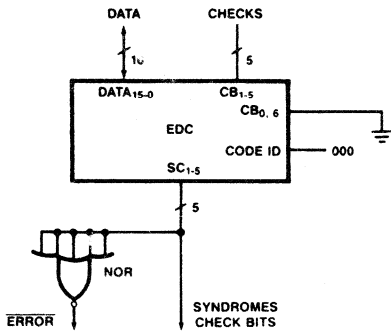 DATA CHECKS
16 5
DATA15-0 CB1-5
CB0, 6
EDC
CODE ID 000
SC1-5
5
NOR
ERROR
SYNDROMES
CHECK BITS